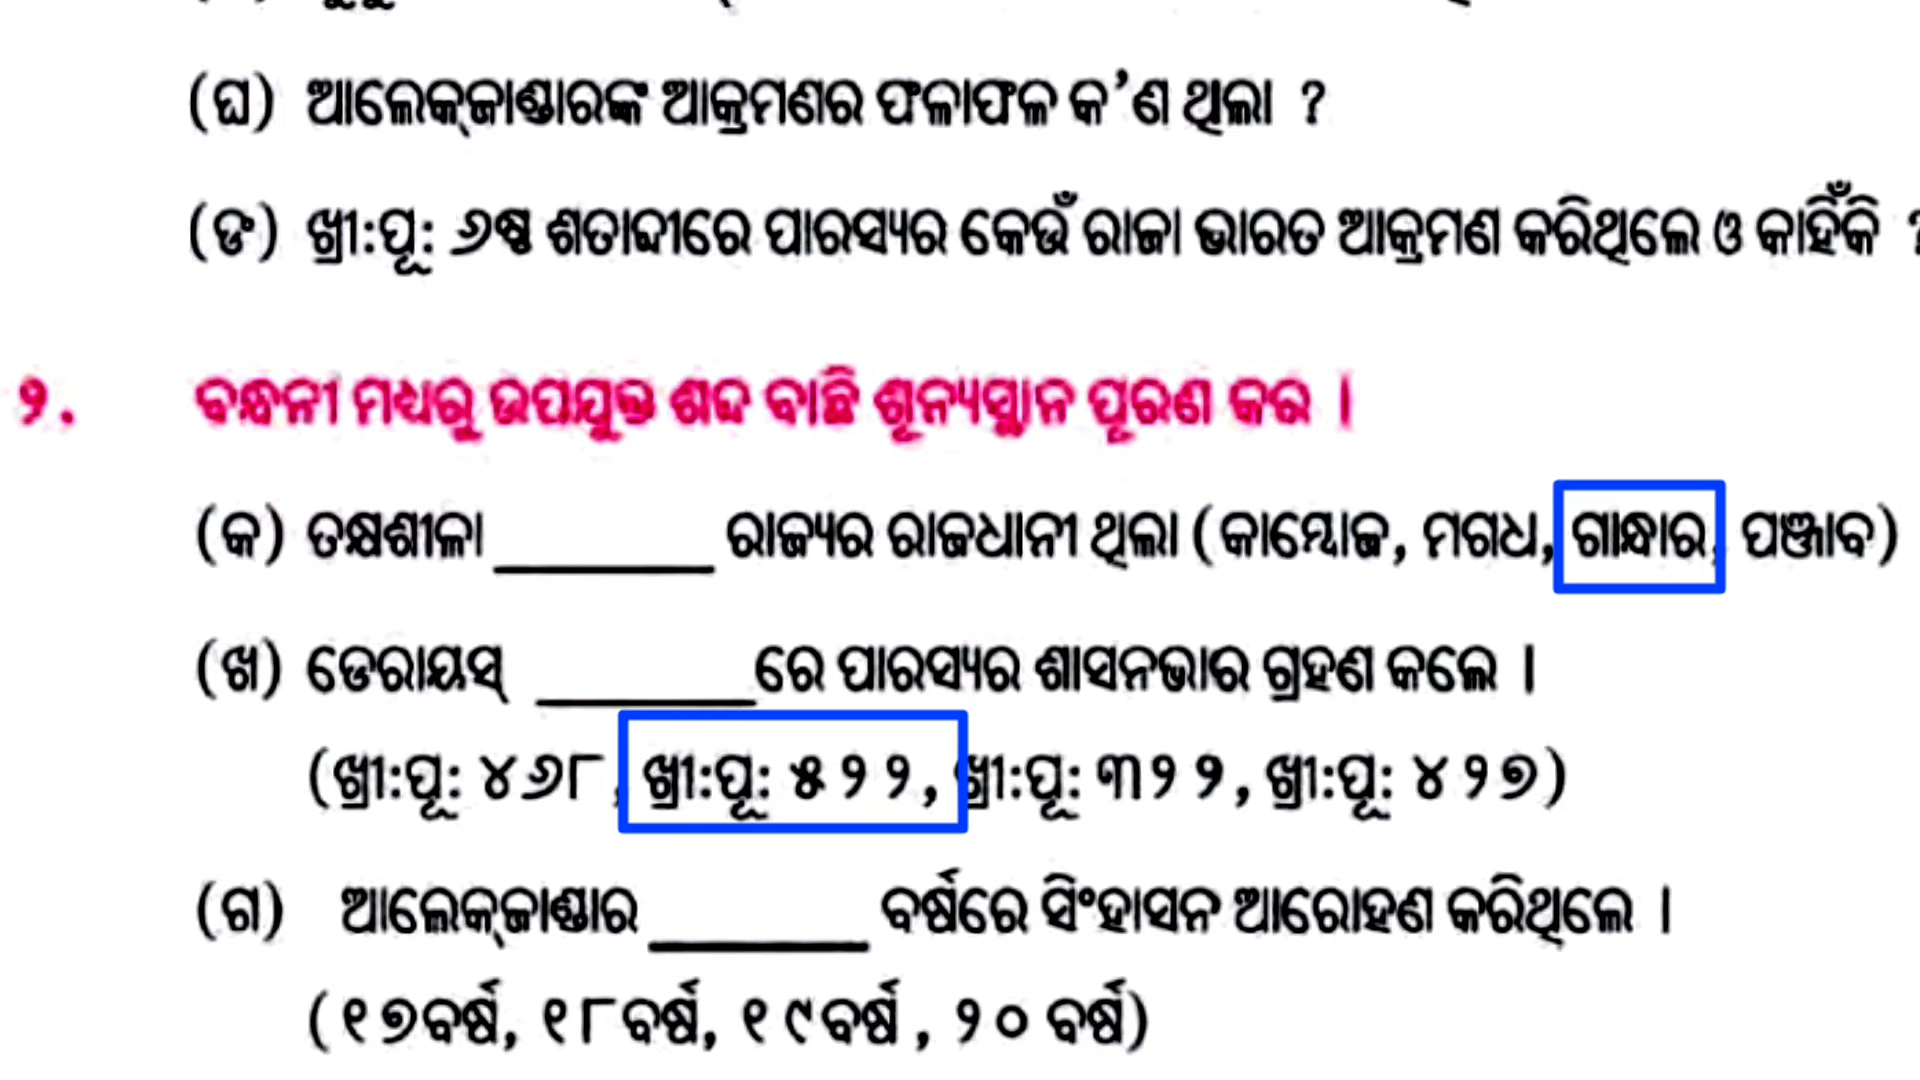 (ଘ) ଆଲେକ୍‌ଜାଣ୍ଡାରଙ୍କ ଆକ୍ରମଣର ଫଳାଫଳ କ'ଣ ଥିଲା ?
(ଙ) ଖ୍ରୀ:ପୂ: ୬ଷ୍ଠ ଶତାବ୍ଦୀରେ ପାରସ୍ୟର କେଉଁ ରାଜା ଭାରତ ଆକ୍ରମଣ କରିଥିଲେ ଓ କାହିଁକି ?
୨. ବନ୍ଧନୀ ମଧ୍ୟରୁ ଉପଯୁକ୍ତ ଶବ୍ଦ ବାଛି ଶୂନ୍ୟସ୍ଥାନ ପୂରଣ କର ।
(କ) ତକ୍ଷଶୀଳା ________ ରାଜ୍ୟର ରାଜଧାନୀ ଥିଲା (କାମ୍ବୋଜ, ମଗଧ, ଗାନ୍ଧାର, ପଞ୍ଜାବ)
(ଖ) ଡେରାୟସ୍ ________ରେ ପାରସ୍ୟର ଶାସନଭାର ଗ୍ରହଣ କଲେ ।
(ଖ୍ରୀ:ପୂ: ୪୬୮, ଖ୍ରୀ:ପୂ: ୫୨୨, ଖ୍ରୀ:ପୂ: ୩୨୨, ଖ୍ରୀ:ପୂ: ୪୨୭)
(ଗ) ଆଲେକ୍‌ଜାଣ୍ଡାର ________ ବର୍ଷରେ ସିଂହାସନ ଆରୋହଣ କରିଥିଲେ ।
(୧୭ବର୍ଷ, ୧୮ବର୍ଷ, ୧୯ବର୍ଷ, ୨୦ ବର୍ଷ)